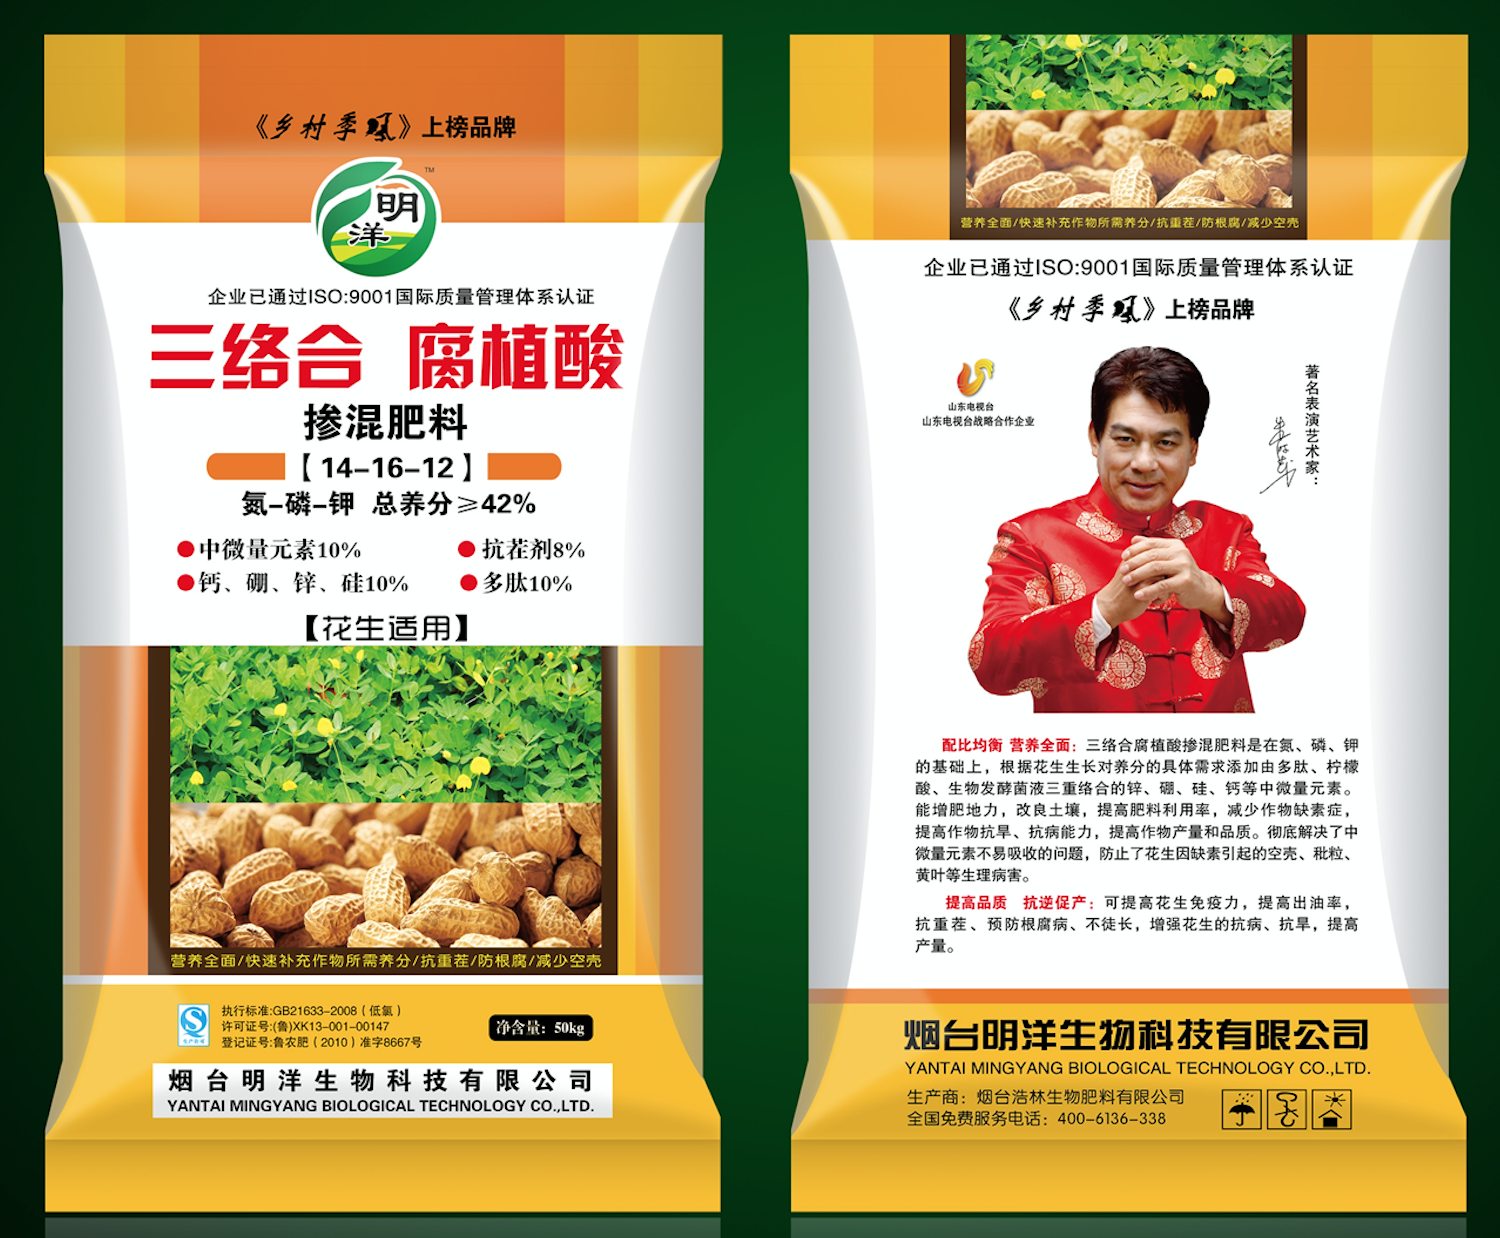 《乡村季风》上榜品牌
TM
明
洋
企业已通过ISO:9001国际质量管理体系认证
三络合 腐植酸
掺混肥料
【14-16-12】
氮-磷-钾 总养分≥42%
●中微量元素10% ●抗茬剂8%
●钙、硼、锌、硅10% ●多肽10%
【花生适用】
营养全面/快速补充作物所需养分/抗重茬/防根腐/减少空壳
执行标准:GB21633-2008(低氯)
许可证号:(鲁)XK13-001-00147
登记证号:鲁农肥(2010)准字8667号
净含量:50kg
烟台明洋生物科技有限公司
YANTAI MINGYANG BIOLOGICAL TECHNOLOGY CO.,LTD.
营养全面/快速补充作物所需养分/抗重茬/防根腐/减少空壳
企业已通过ISO:9001国际质量管理体系认证
《乡村季风》上榜品牌
山东电视台
山东电视台战略合作企业
著名表演艺术家:
配比均衡 营养全面:三络合腐植酸掺混肥料是在氮、磷、钾
的基础上,根据花生生长对养分的具体需求添加由多肽、柠檬
酸、生物发酵菌液三重络合的锌、硼、硅、钙等中微量元素。
能增肥地力,改良土壤,提高肥料利用率,减少作物缺素症,
提高作物抗旱、抗病能力,提高作物产量和品质。彻底解决了中
微量元素不易吸收的问题,防止了花生因缺素引起的空壳、秕粒、
黄叶等生理病害。
提高品质 抗逆促产:可提高花生免疫力,提高出油率,
抗重茬、预防根腐病、不徒长,增强花生的抗病、抗旱,提高
产量。
烟台明洋生物科技有限公司
YANTAI MINGYANG BIOLOGICAL TECHNOLOGY CO.,LTD.
生产商:烟台浩林生物肥料有限公司
全国免费服务电话:400-6136-338